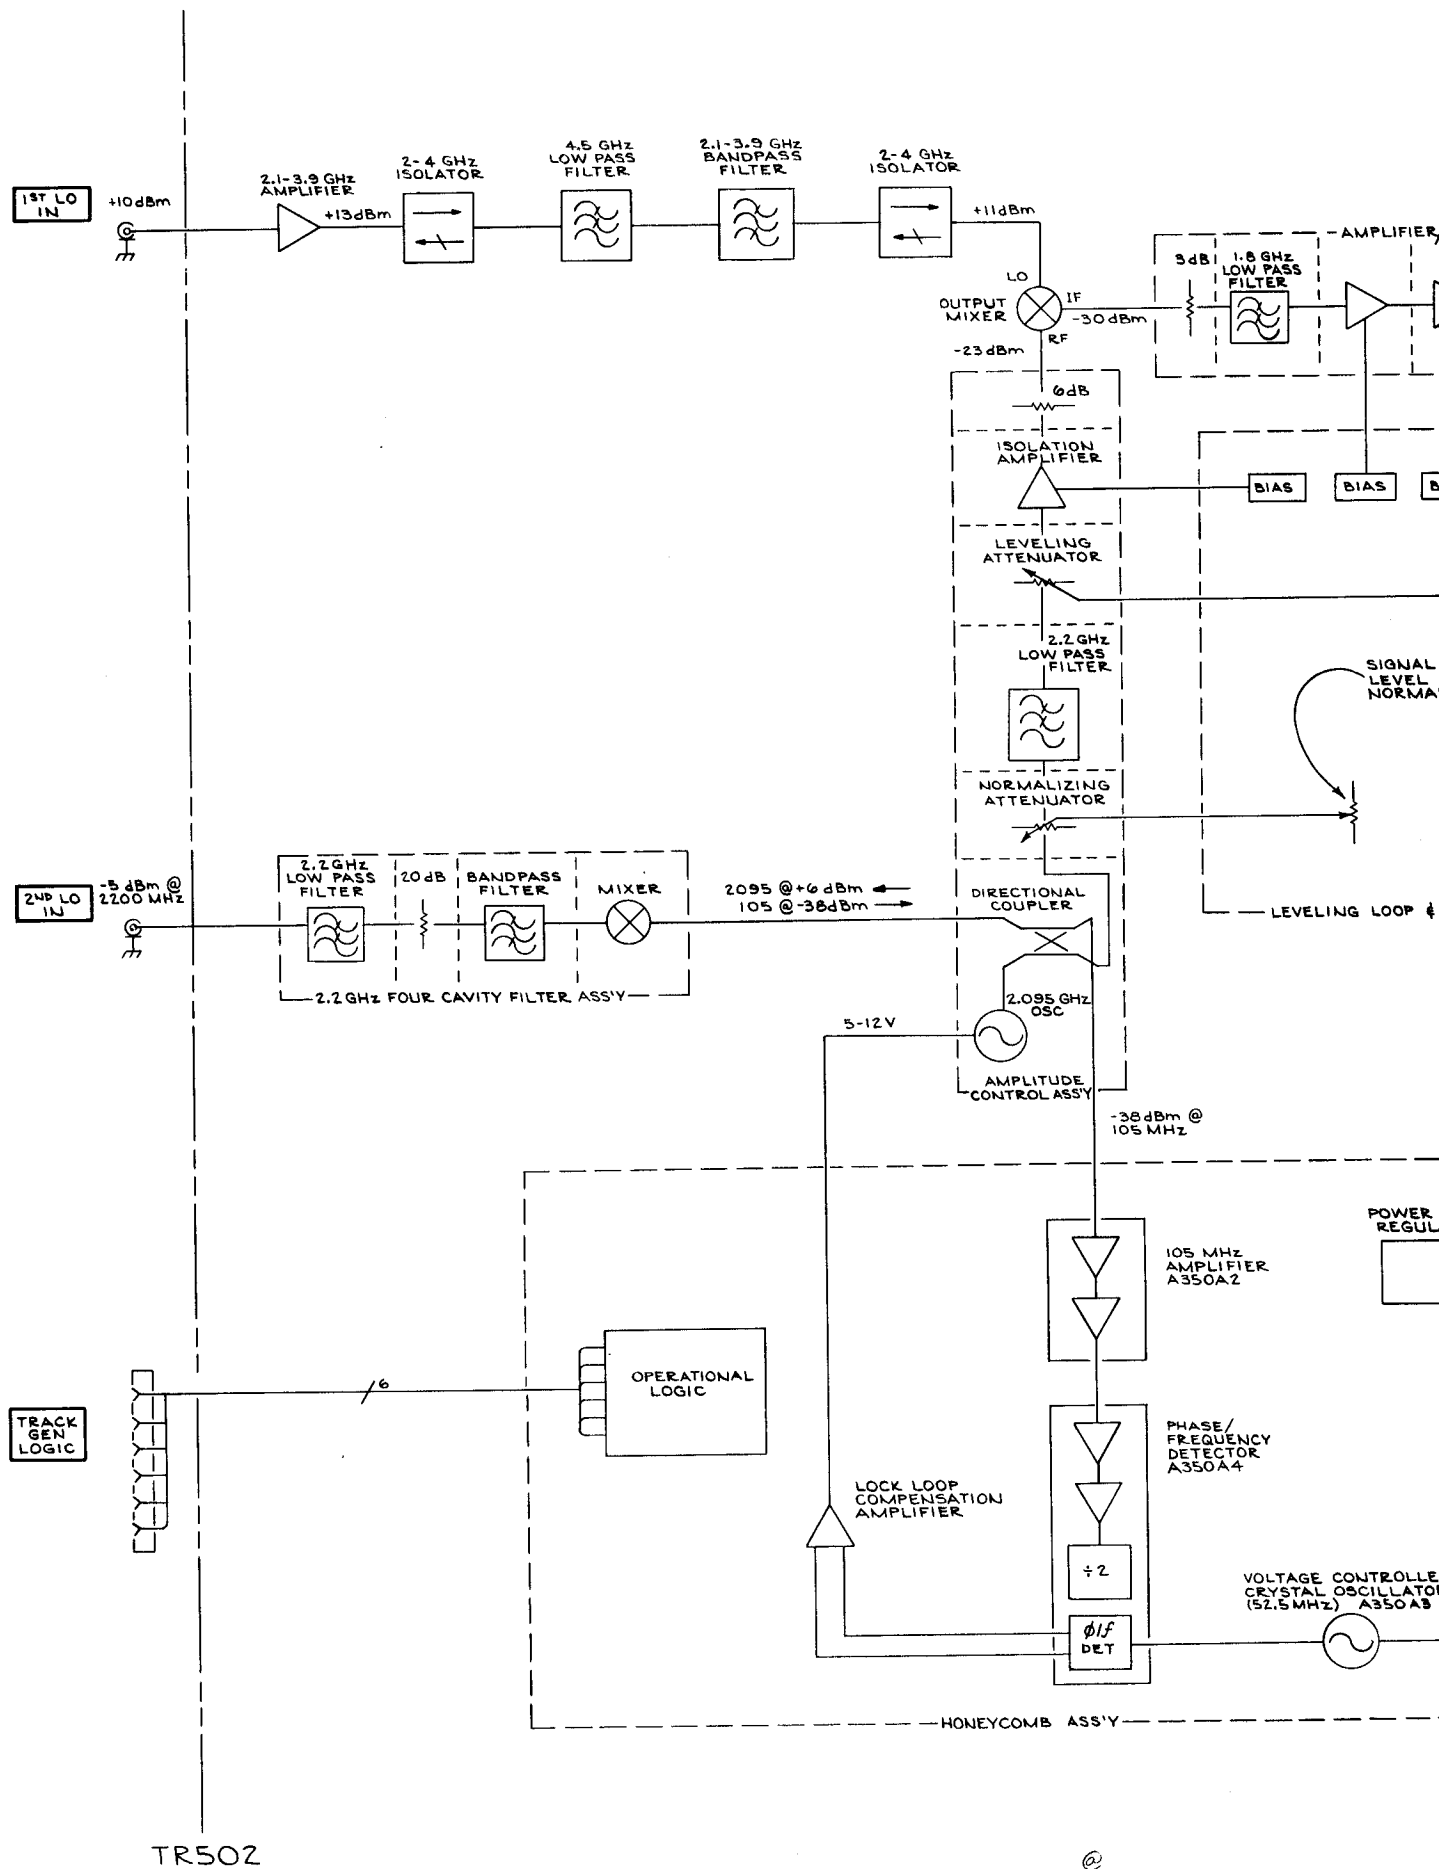 1ST LO
IN
+10dBm
2.1-3.9 GHz
AMPLIFIER
+13dBm
2-4 GHz
ISOLATOR
4.5 GHz
LOW PASS
FILTER
2.1-3.9 GHz
BANDPASS
FILTER
2-4 GHz
ISOLATOR
+11dBm
LO
OUTPUT
MIXER
IF
-30dBm
RF
-23dBm
AMPLIFIER
3dB
1.8 GHz
LOW PASS
FILTER
6dB
ISOLATION
AMPLIFIER
BIAS
BIAS
B
LEVELING
ATTENUATOR
2.2 GHz
LOW PASS
FILTER
SIGNAL
LEVEL
NORMA
NORMALIZING
ATTENUATOR
2ND LO
IN
-5 dBm @
2200 MHz
2.2 GHz
LOW PASS
FILTER
20dB
BANDPASS
FILTER
MIXER
2.2 GHz FOUR CAVITY FILTER ASS'Y
2095 @ +6 dBm
105 @ -38dBm
DIRECTIONAL
COUPLER
LEVELING LOOP &
2.095 GHz
OSC
5-12V
AMPLITUDE
CONTROL ASS'Y
-38dBm @
105 MHz
POWER
REGUL
105 MHz
AMPLIFIER
A350A2
OPERATIONAL
LOGIC
6
TRACK
GEN
LOGIC
PHASE/
FREQUENCY
DETECTOR
A350A4
LOCK LOOP
COMPENSATION
AMPLIFIER
÷2
φ/f
DET
VOLTAGE CONTROLLE
CRYSTAL OSCILLATO
(52.5 MHz) A350A3
HONEYCOMB ASS'Y
TR502
@